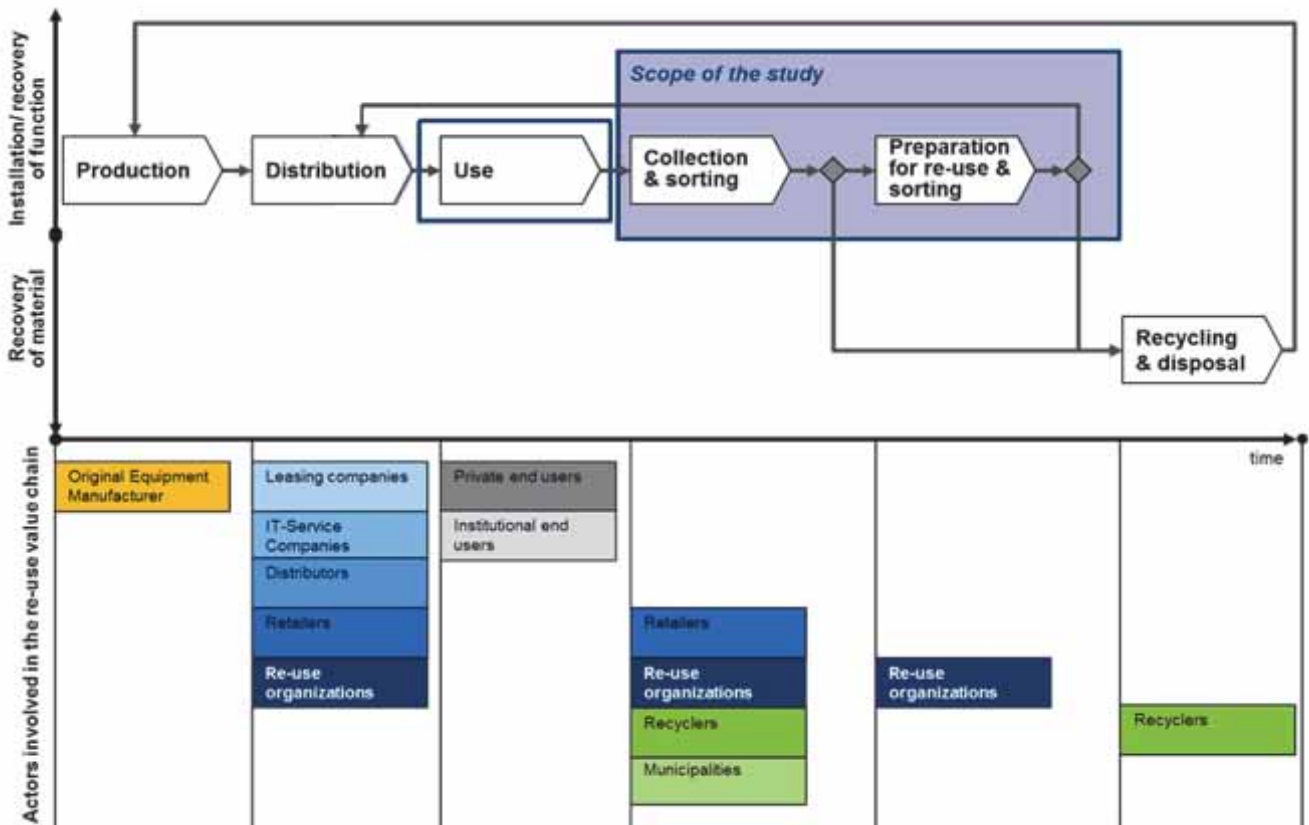 Installation/ recovery
of function
Scope of the study
Production
Distribution
Use
Collection
& sorting
Preparation
for re-use &
sorting
Recovery
of material
Recycling
& disposal
time
Actors involved in the re-use value chain
Original Equipment
Manufacturer
Leasing companies
IT-Service
Companies
Distributors
Retailers
Re-use
organizations
Private end users
Institutional end
users
Retailers
Re-use
organizations
Recyclers
Municipalities
Re-use
organizations
Recyclers